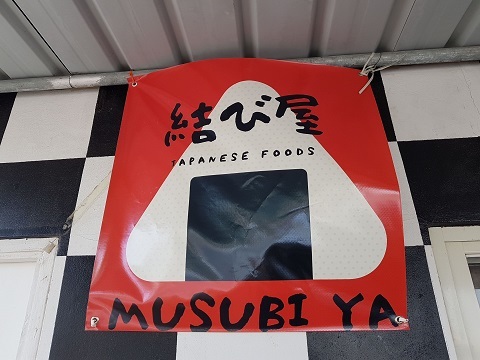 結び屋
JAPANESE FOODS
MUSUBI YA